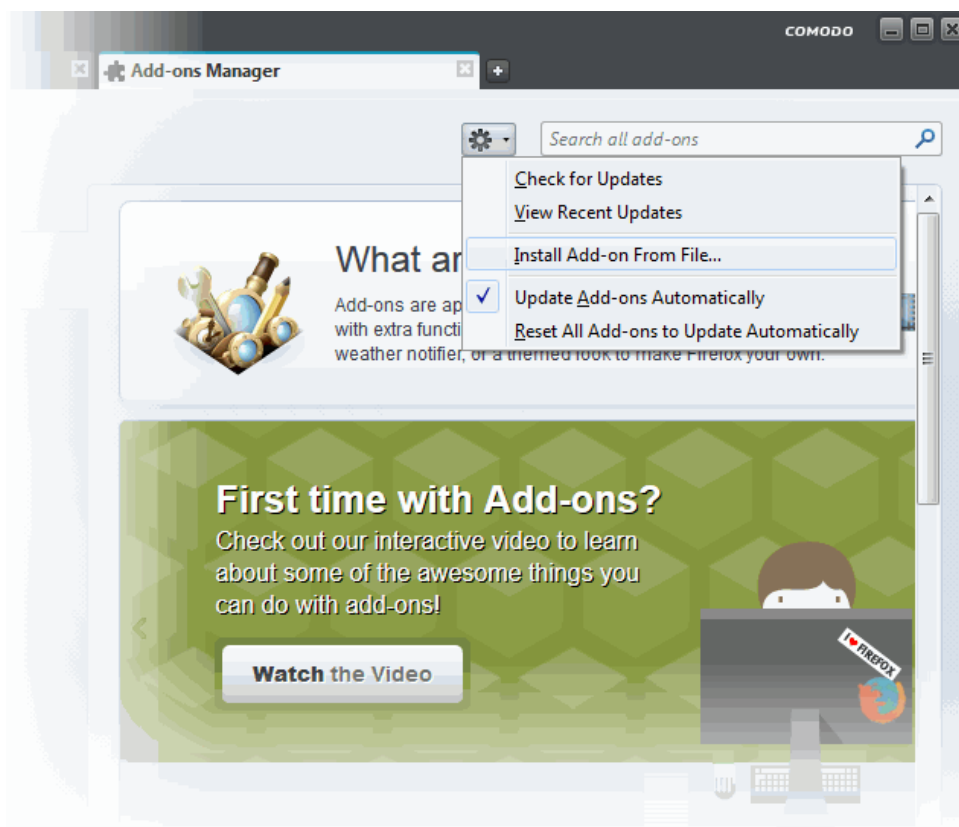 COMODO
Add-ons Manager
Search all add-ons
Check for Updates
View Recent Updates
Install Add-on From File...
Update Add-ons Automatically
Reset All Add-ons to Update Automatically
What ar
Add-ons are ap
with extra functi
weather notifier, or a themed look to make Firefox your own.
First time with Add-ons?
Check out our interactive video to learn
about some of the awesome things you
can do with add-ons!
Watch the Video
I ♥ FIREFOX